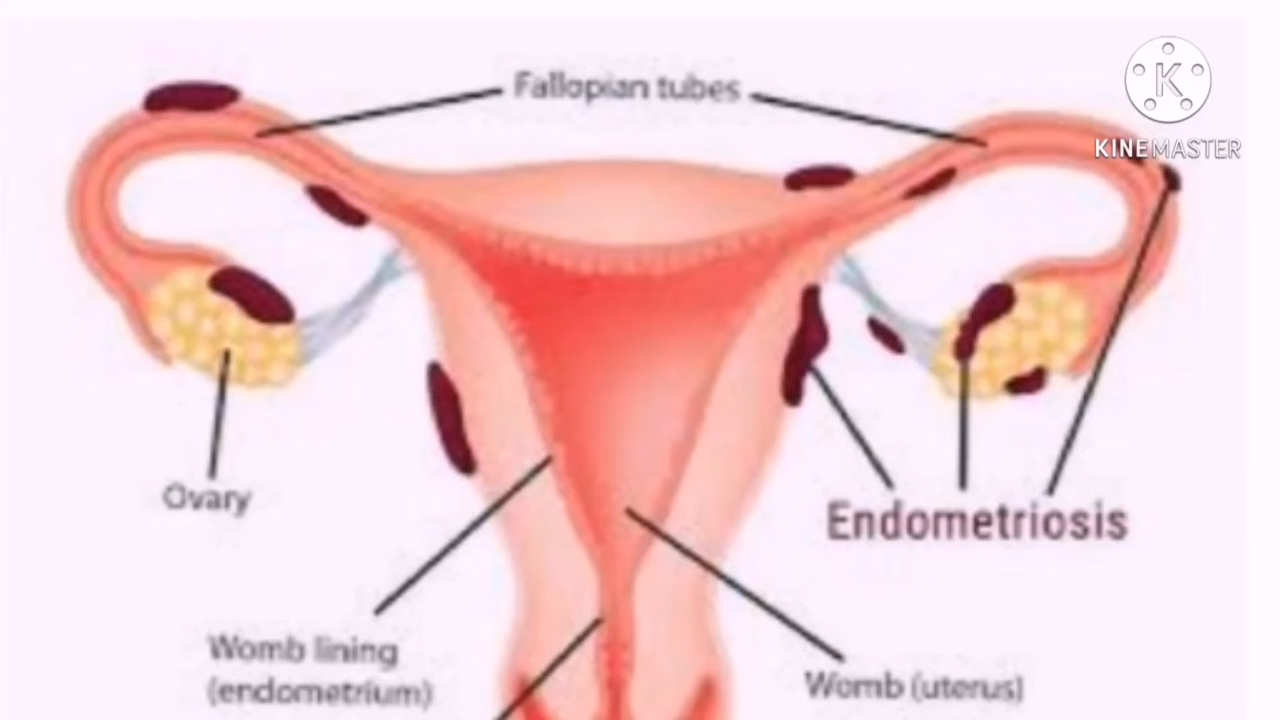 Fallopian tubes
K
KINEMASTER
Ovary
Endometriosis
Womb lining
(endometrium)
Womb (uterus)